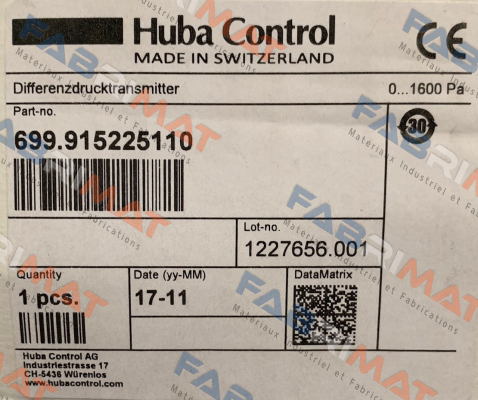 Huba Control
MADE IN SWITZERLAND
CE
Differenzdrucktransmitter 0...1600 Pa
Part-no.
699.915225110
30
Lot-no.
1227656.001
Quantity
1 pcs.
Date (yy-MM)
17-11
DataMatrix
Huba Control AG
Industriestrasse 17
CH-5436 Würenlos
www.hubacontrol.com
FABRIMAT
Materiaux Industriel et Fabrications